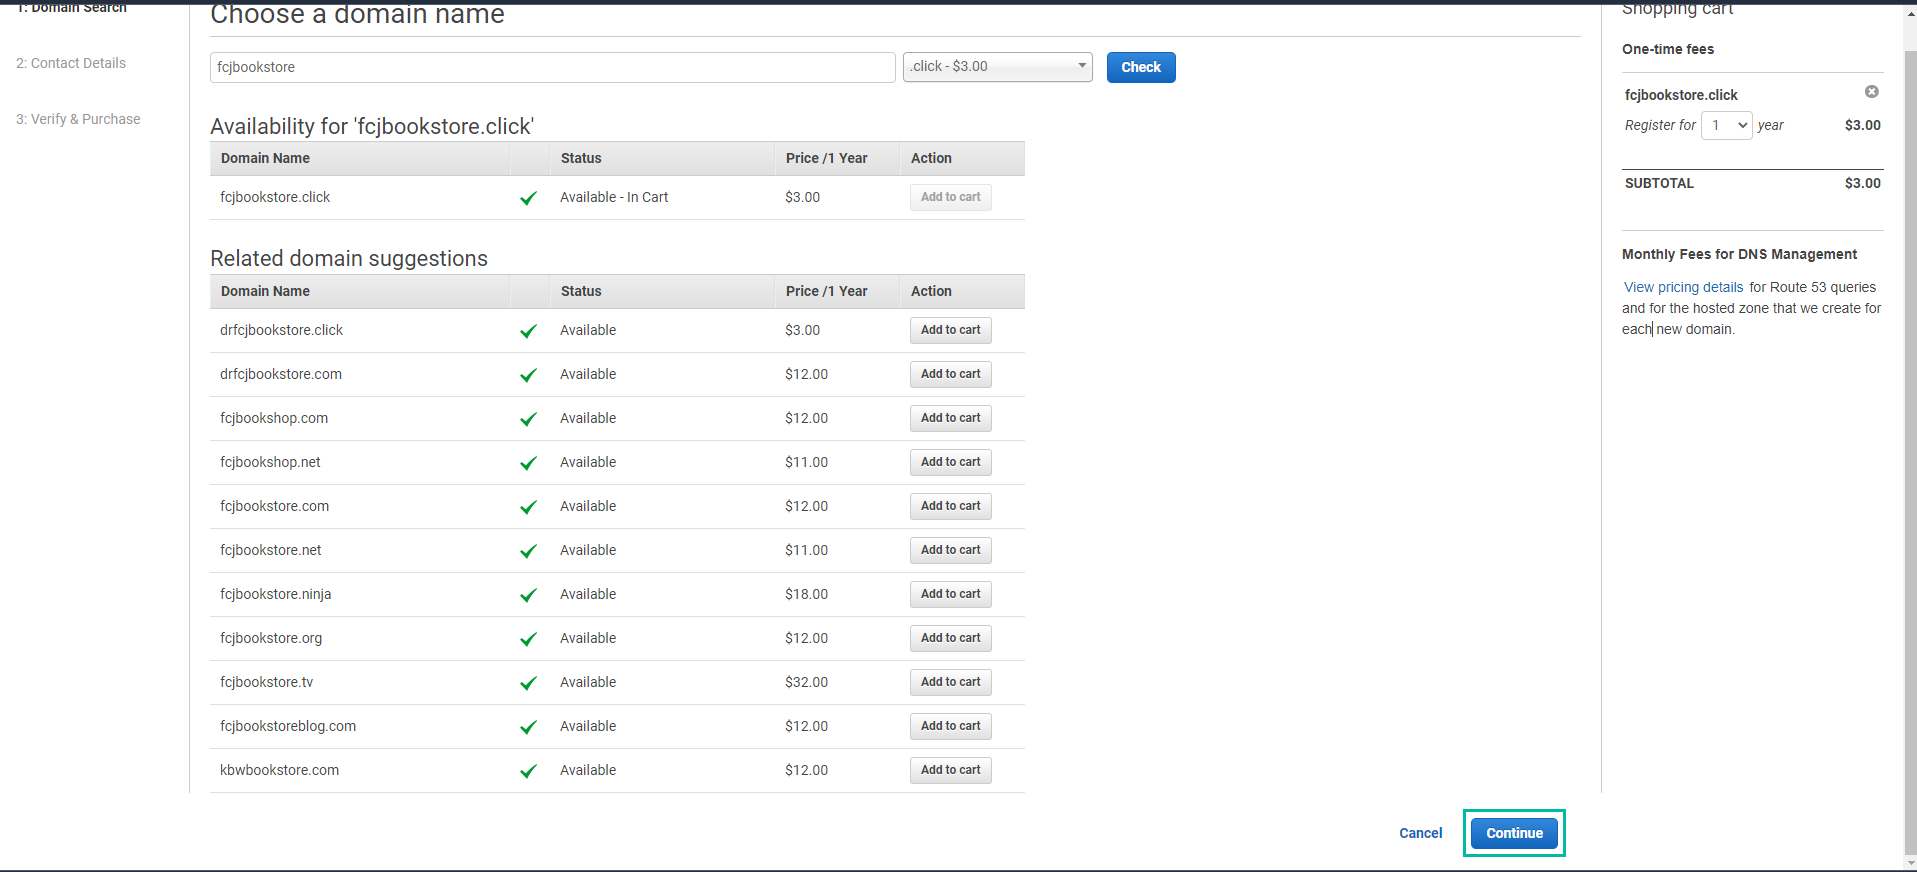 1: Domain Search
2: Contact Details
3: Verify & Purchase
Choose a domain name
fcjbookstore .click - $3.00 Check
Availability for 'fcjbookstore.click'
Domain Name Status Price /1 Year Action
fcjbookstore.click Available - In Cart $3.00 Add to cart
Related domain suggestions
Domain Name Status Price /1 Year Action
drfcjbookstore.click Available $3.00 Add to cart
drfcjbookstore.com Available $12.00 Add to cart
fcjbookshop.com Available $12.00 Add to cart
fcjbookshop.net Available $11.00 Add to cart
fcjbookstore.com Available $12.00 Add to cart
fcjbookstore.net Available $11.00 Add to cart
fcjbookstore.ninja Available $18.00 Add to cart
fcjbookstore.org Available $12.00 Add to cart
fcjbookstore.tv Available $32.00 Add to cart
fcjbookstoreblog.com Available $12.00 Add to cart
kbwbookstore.com Available $12.00 Add to cart
Cancel Continue
Shopping cart
One-time fees
fcjbookstore.click
Register for 1 year $3.00
SUBTOTAL $3.00
Monthly Fees for DNS Management
View pricing details for Route 53 queries
and for the hosted zone that we create for
each new domain.